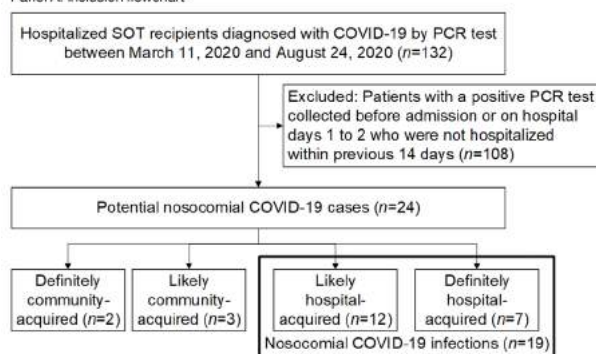 Hospitalized SOT recipients diagnosed with COVID-19 by PCR test
between March 11, 2020 and August 24, 2020 (n=132)
Excluded: Patients with a positive PCR test
collected before admission or on hospital
days 1 to 2 who were not hospitalized
within previous 14 days (n=108)
Potential nosocomial COVID-19 cases (n=24)
Definitely
community-
acquired (n=2)
Likely
community-
acquired (n=3)
Likely
hospital-
acquired (n=12)
Definitely
hospital-
acquired (n=7)
Nosocomial COVID-19 infections (n=19)